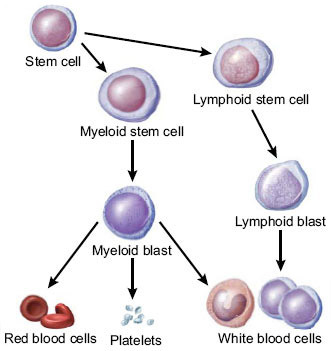 Stem cell
Lymphoid stem cell
Myeloid stem cell
Lymphoid blast
Myeloid blast
Red blood cells
Platelets
White blood cells